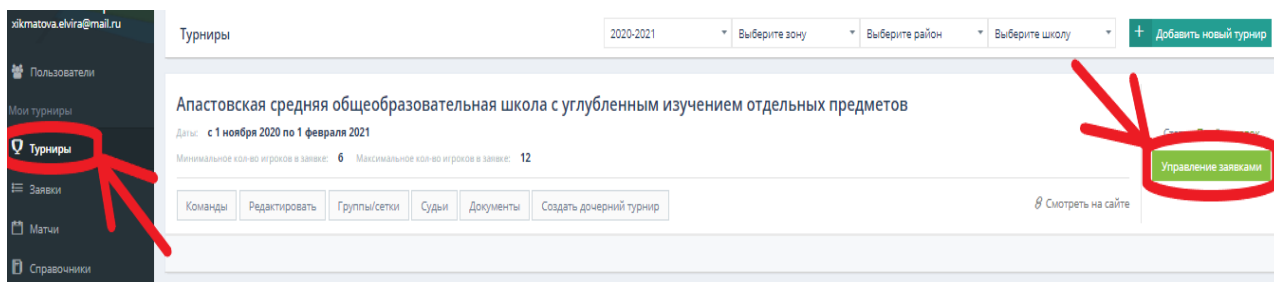 xikmatova.elvira@mail.ru
Пользователи
Мои турниры
Турниры
Заявки
Матчи
Справочники
Турниры
2020-2021
Выберите зону
Выберите район
Выберите школу
+ Добавить новый турнир
Апастовская средняя общеобразовательная школа с углубленным изучением отдельных предметов
Даты: с 1 ноября 2020 по 1 февраля 2021
Минимальное кол-во игроков в заявке: 6 Максимальное кол-во игроков в заявке: 12
Команды
Редактировать
Группы/сетки
Судьи
Документы
Создать дочерний турнир
Смотреть на сайте
Управление заявками